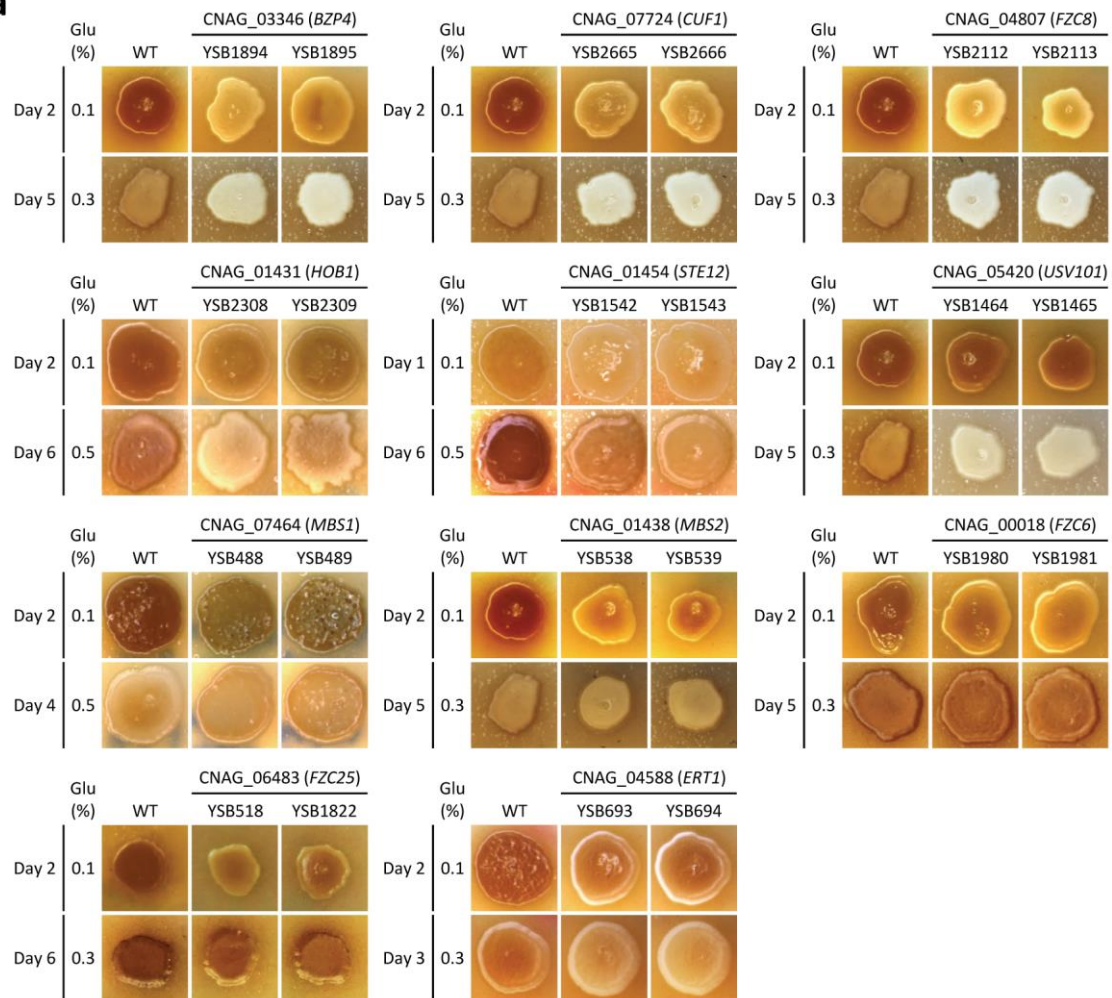 a
Glu (%) CNAG_03346 (BZP4)
WT YSB1894 YSB1895
Day 2 0.1
Day 5 0.3
Glu (%) CNAG_07724 (CUF1)
WT YSB2665 YSB2666
Day 2 0.1
Day 5 0.3
Glu (%) CNAG_04807 (FZC8)
WT YSB2112 YSB2113
Day 2 0.1
Day 5 0.3
Glu (%) CNAG_01431 (HOB1)
WT YSB2308 YSB2309
Day 2 0.1
Day 6 0.5
Glu (%) CNAG_01454 (STE12)
WT YSB1542 YSB1543
Day 1 0.1
Day 6 0.5
Glu (%) CNAG_05420 (USV101)
WT YSB1464 YSB1465
Day 2 0.1
Day 5 0.3
Glu (%) CNAG_07464 (MBS1)
WT YSB488 YSB489
Day 2 0.1
Day 4 0.5
Glu (%) CNAG_01438 (MBS2)
WT YSB538 YSB539
Day 2 0.1
Day 5 0.3
Glu (%) CNAG_00018 (FZC6)
WT YSB1980 YSB1981
Day 2 0.1
Day 5 0.3
Glu (%) CNAG_06483 (FZC25)
WT YSB518 YSB1822
Day 2 0.1
Day 6 0.3
Glu (%) CNAG_04588 (ERT1)
WT YSB693 YSB694
Day 2 0.1
Day 3 0.3